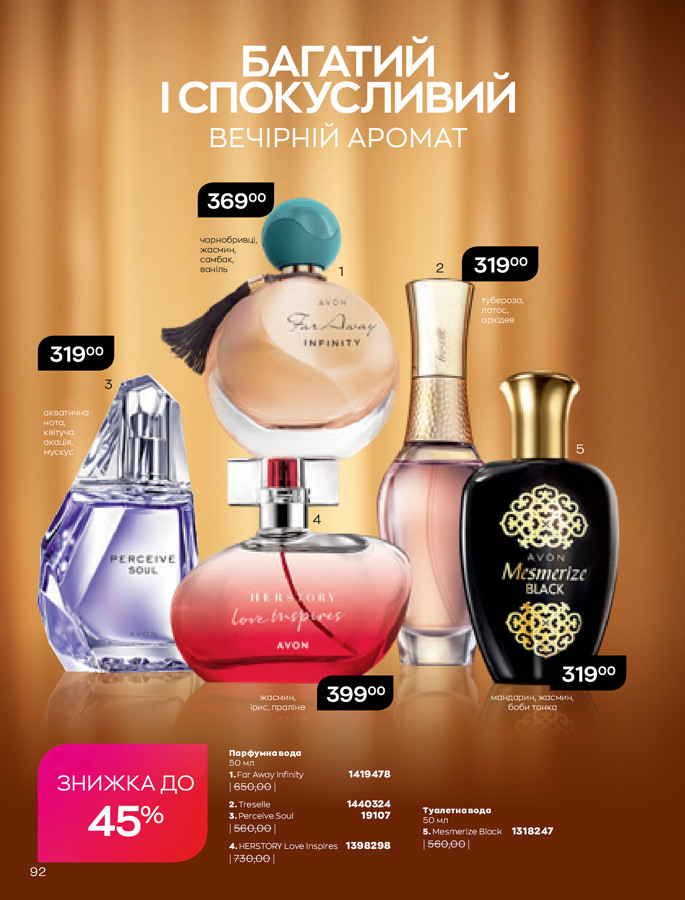 БАГАТИЙ
І СПОКУСЛИВИЙ
ВЕЧІРНІЙ АРОМАТ
369⁰⁰
чорнобривці,
жасмин,
самбак,
ваніль
1
AVON
Far Away
INFINITY
2
319⁰⁰
тубероза,
лотос,
орхідея
treselle
319⁰⁰
3
акватична
нота,
квітуча
акація,
мускус
PERCEIVE
SOUL
AVON
4
HERSTORY
love inspires
AVON
5
AVON
Mesmerize
BLACK
жасмин,
ірис, праліне
399⁰⁰
319⁰⁰
мандарин, жасмин,
боби тонка
ЗНИЖКА ДО
45%
Парфумна вода
50 мл
1. Far Away Infinity 1419478
| 650,00 |
2. Treselle 1440324
3. Perceive Soul 19107
| 560,00 |
4. HERSTORY Love Inspires 1398298
| 730,00 |
Туалетна вода
50 мл
5. Mesmerize Black 1318247
| 560,00 |
92